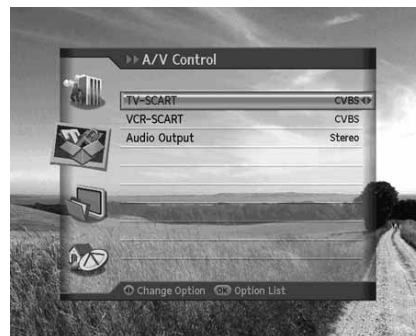 A/V Control
TV-SCART CVBS
VCR-SCART CVBS
Audio Output Stereo
Change Option OK Option List